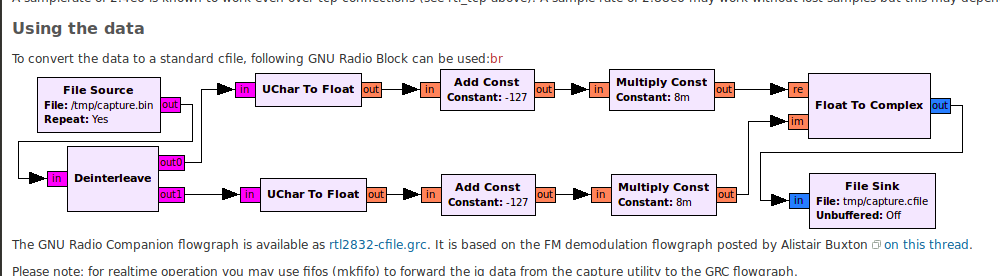 A samplerate of 2.4e6 is known to work even over tcp connections (see rtl_tcp above). A sample rate of 2.88e6 may work without lost samples but this may depend
Using the data
To convert the data to a standard cfile, following GNU Radio Block can be used:br
File Source
File: /tmp/capture.bin
Repeat: Yes
out
in
UChar To Float
out
in
Add Const
Constant: -127
out
in
Multiply Const
Constant: 8m
out
re
im
Float To Complex
out
in
Deinterleave
out0
out1
in
UChar To Float
out
in
Add Const
Constant: -127
out
in
Multiply Const
Constant: 8m
out
in
File Sink
File: tmp/capture.cfile
Unbuffered: Off
The GNU Radio Companion flowgraph is available as rtl2832-cfile.grc. It is based on the FM demodulation flowgraph posted by Alistair Buxton on this thread.
Please note: for realtime operation you may use fifos (mkfifo) to forward the iq data from the capture utility to the GRC flowgraph.